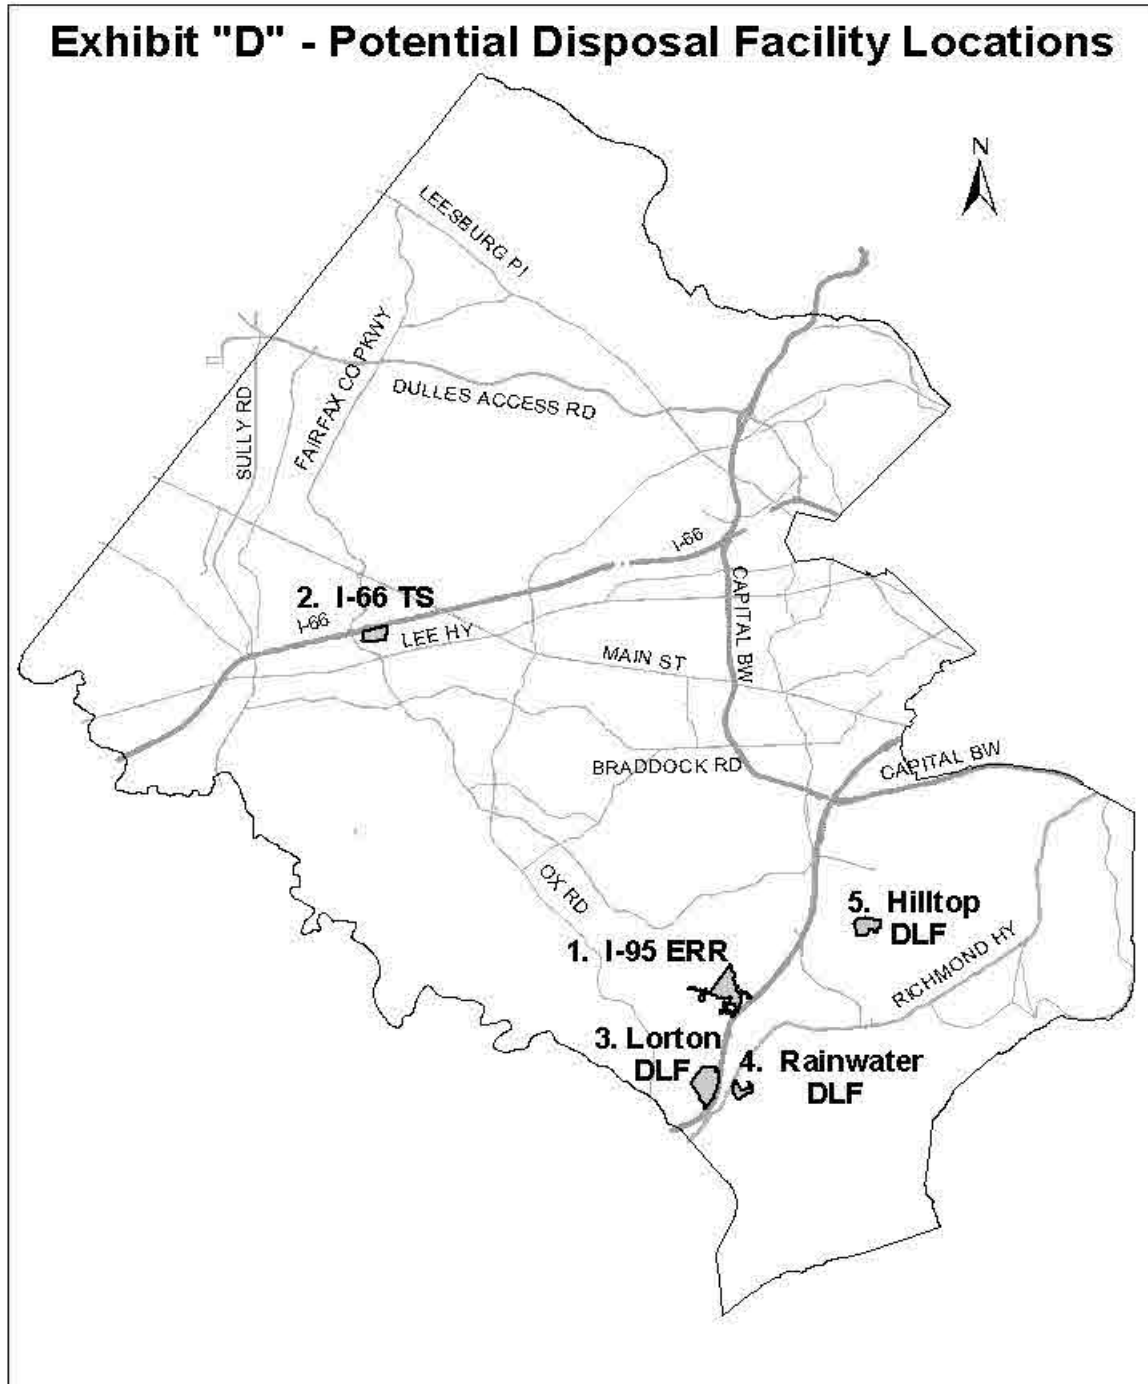 Exhibit "D" - Potential Disposal Facility Locations
N
LEESBURG PI
FAIRFAX CO PKWY
DULLES ACCESS RD
SULLY RD
I-66
CAPITAL BW
2. I-66 TS
I-66
LEE HY
MAIN ST
BRADDOCK RD
CAPITAL BW
OX RD
5. Hilltop
DLF
1. I-95 ERR
RICHMOND HY
3. Lorton
DLF
4. Rainwater
DLF